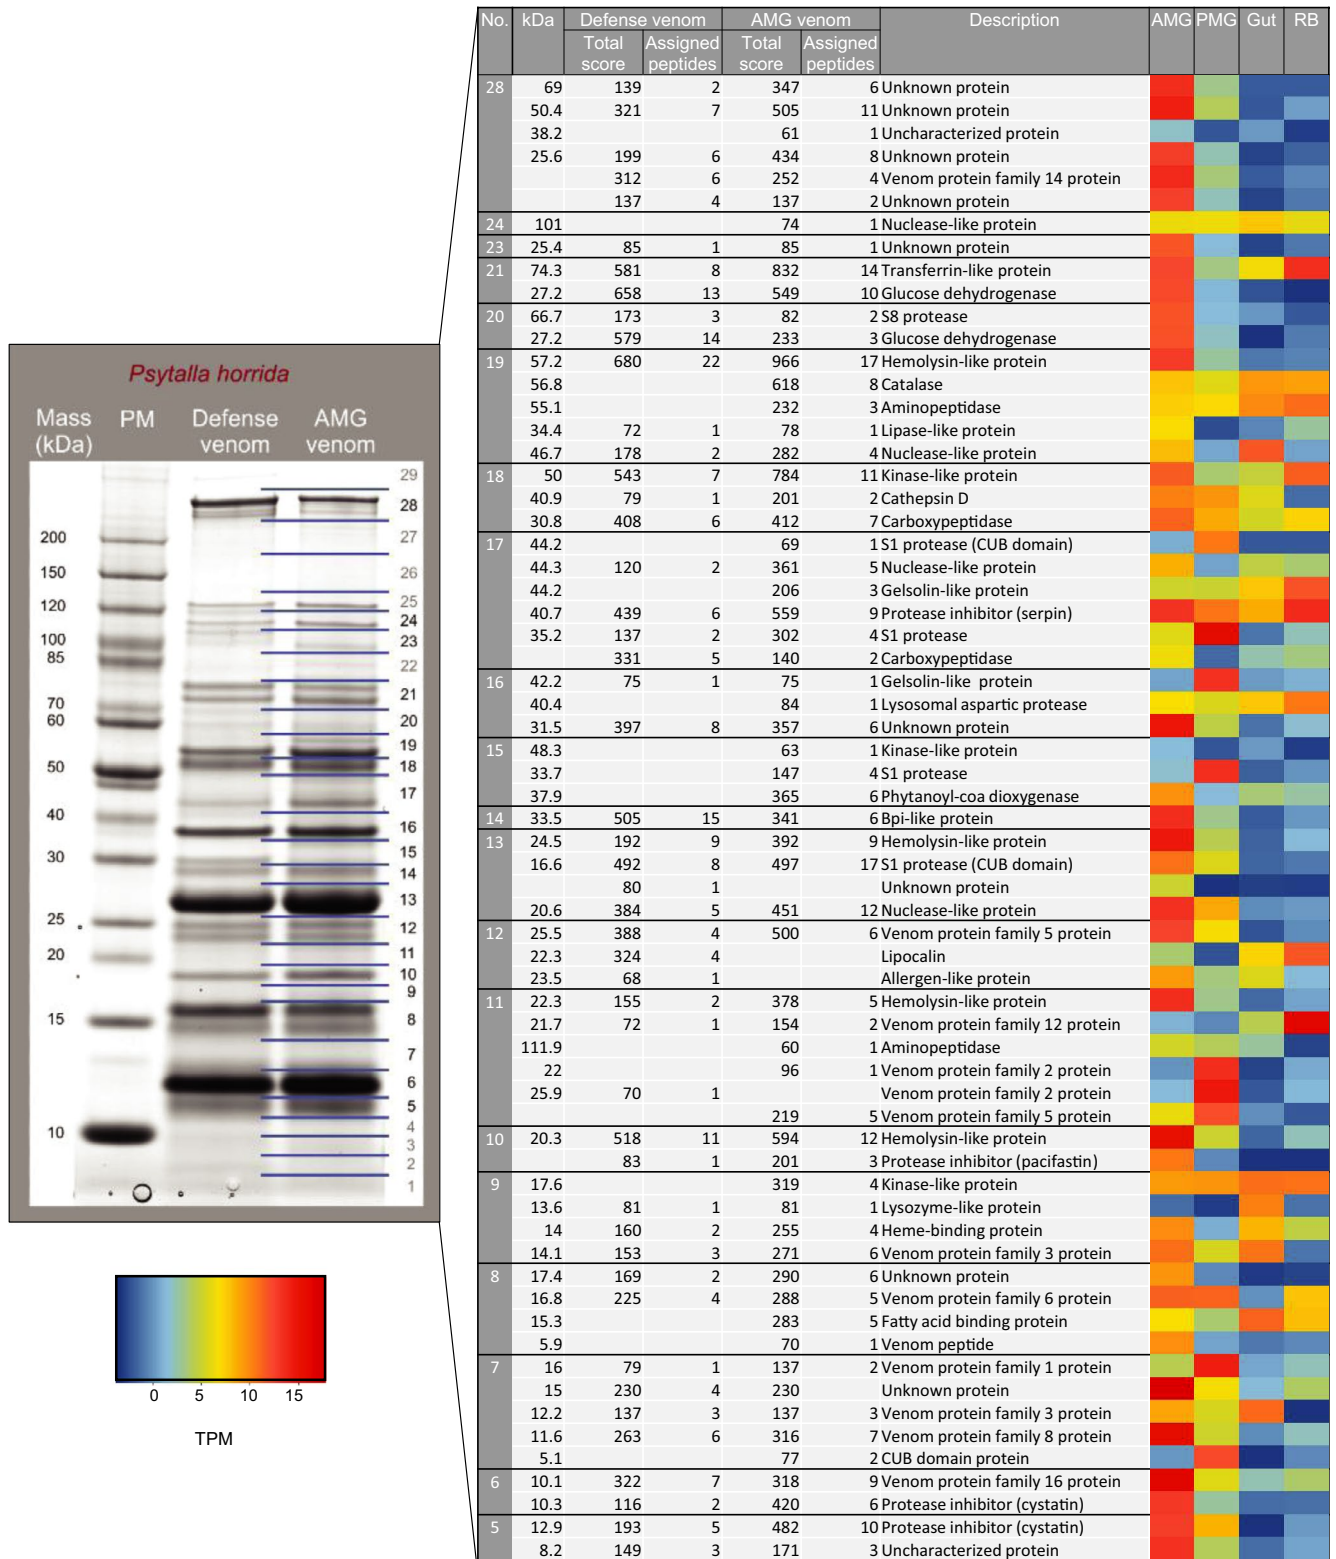 No. kDa Defense venom AMG venom Description AMG PMG Gut RB
Total score Assigned peptides Total score Assigned peptides
28 69 139 2 347 6 Unknown protein
50.4 321 7 505 11 Unknown protein
38.2 61 1 Uncharacterized protein
25.6 199 6 434 8 Unknown protein
312 6 252 4 Venom protein family 14 protein
137 4 137 2 Unknown protein
24 101 74 1 Nuclease-like protein
23 25.4 85 1 85 1 Unknown protein
21 74.3 581 8 832 14 Transferrin-like protein
27.2 658 13 549 10 Glucose dehydrogenase
20 66.7 173 3 82 2 S8 protease
27.2 579 14 233 3 Glucose dehydrogenase
19 57.2 680 22 966 17 Hemolysin-like protein
56.8 618 8 Catalase
55.1 232 3 Aminopeptidase
34.4 72 1 78 1 Lipase-like protein
46.7 178 2 282 4 Nuclease-like protein
18 50 543 7 784 11 Kinase-like protein
40.9 79 1 201 2 Cathepsin D
30.8 408 6 412 7 Carboxypeptidase
17 44.2 69 1 S1 protease (CUB domain)
44.3 120 2 361 5 Nuclease-like protein
44.2 206 3 Gelsolin-like protein
40.7 439 6 559 9 Protease inhibitor (serpin)
35.2 137 2 302 4 S1 protease
331 5 140 2 Carboxypeptidase
16 42.2 75 1 75 1 Gelsolin-like protein
40.4 84 1 Lysosomal aspartic protease
31.5 397 8 357 6 Unknown protein
15 48.3 63 1 Kinase-like protein
33.7 147 4 S1 protease
37.9 365 6 Phytanoyl-coa dioxygenase
14 33.5 505 15 341 6 Bpi-like protein
13 24.5 192 9 392 9 Hemolysin-like protein
16.6 492 8 497 17 S1 protease (CUB domain)
80 1 Unknown protein
20.6 384 5 451 12 Nuclease-like protein
12 25.5 388 4 500 6 Venom protein family 5 protein
22.3 324 4 Lipocalin
23.5 68 1 Allergen-like protein
11 22.3 155 2 378 5 Hemolysin-like protein
21.7 72 1 154 2 Venom protein family 12 protein
111.9 60 1 Aminopeptidase
22 96 1 Venom protein family 2 protein
25.9 70 1 Venom protein family 2 protein
219 5 Venom protein family 5 protein
10 20.3 518 11 594 12 Hemolysin-like protein
83 1 201 3 Protease inhibitor (pacifastin)
9 17.6 319 4 Kinase-like protein
13.6 81 1 81 1 Lysozyme-like protein
14 160 2 255 4 Heme-binding protein
14.1 153 3 271 6 Venom protein family 3 protein
8 17.4 169 2 290 6 Unknown protein
16.8 225 4 288 5 Venom protein family 6 protein
15.3 283 5 Fatty acid binding protein
5.9 70 1 Venom peptide
7 16 79 1 137 2 Venom protein family 1 protein
15 230 4 230 Unknown protein
12.2 137 3 137 3 Venom protein family 3 protein
11.6 263 6 316 7 Venom protein family 8 protein
5.1 77 2 CUB domain protein
6 10.1 322 7 318 9 Venom protein family 16 protein
10.3 116 2 420 6 Protease inhibitor (cystatin)
5 12.9 193 5 482 10 Protease inhibitor (cystatin)
8.2 149 3 171 3 Uncharacterized protein
Psytalla horrida
Mass (kDa) PM Defense venom AMG venom
29
28
200 27
150 26
120 25
24
100 23
85 22
70 21
60 20
19
50 18
17
40 16
30 15
14
13
25 12
20 11
10
9
15 8
7
6
5
10 4
3
2
1
0 5 10 15
TPM